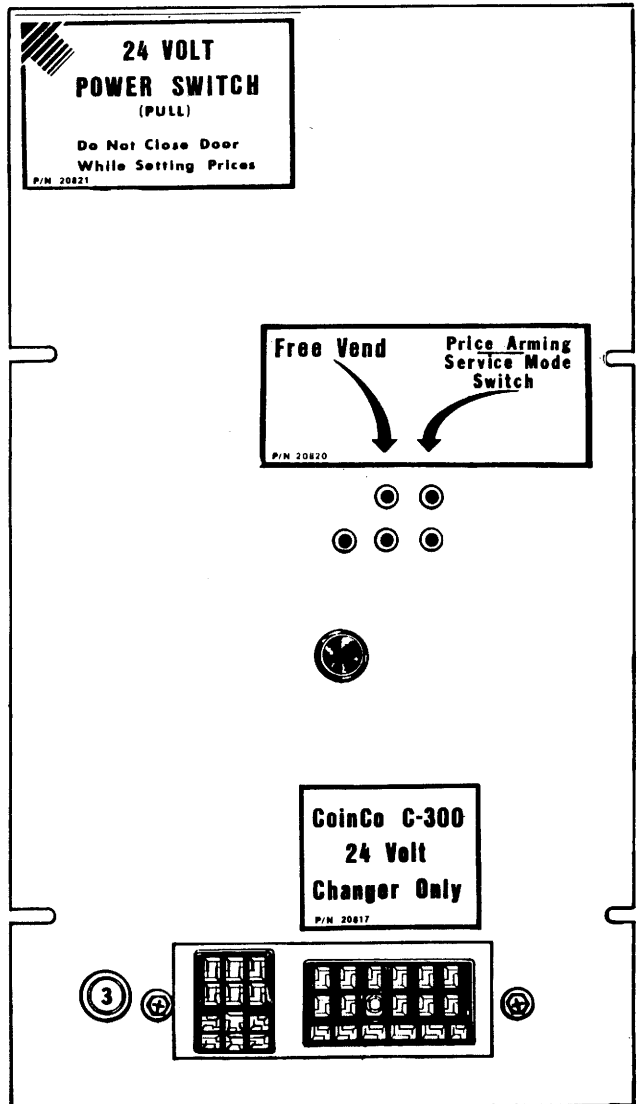 24 VOLT
POWER SWITCH
(PULL)
Do Not Close Door
While Setting Prices
P/N 20821
Free Vend
Price Arming
Service Mode
Switch
P/N 20820
CoinCo C-300
24 Volt
Changer Only
P/N 20817
3